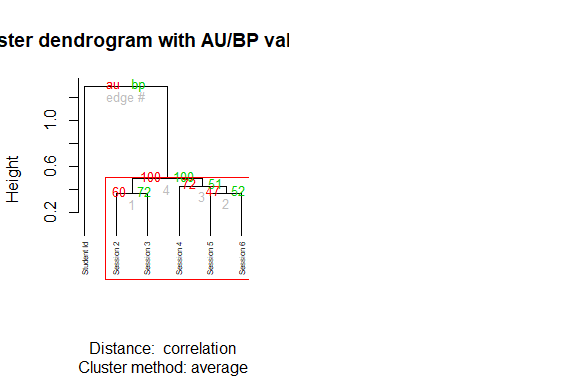 ster dendrogram with AU/BP val
au bp
edge #
Height
1.0
0.6
0.2
100 100
4
72 51
3
60 72
1
47 52
2
Student Id
Session 2
Session 3
Session 4
Session 5
Session 6
Distance: correlation
Cluster method: average